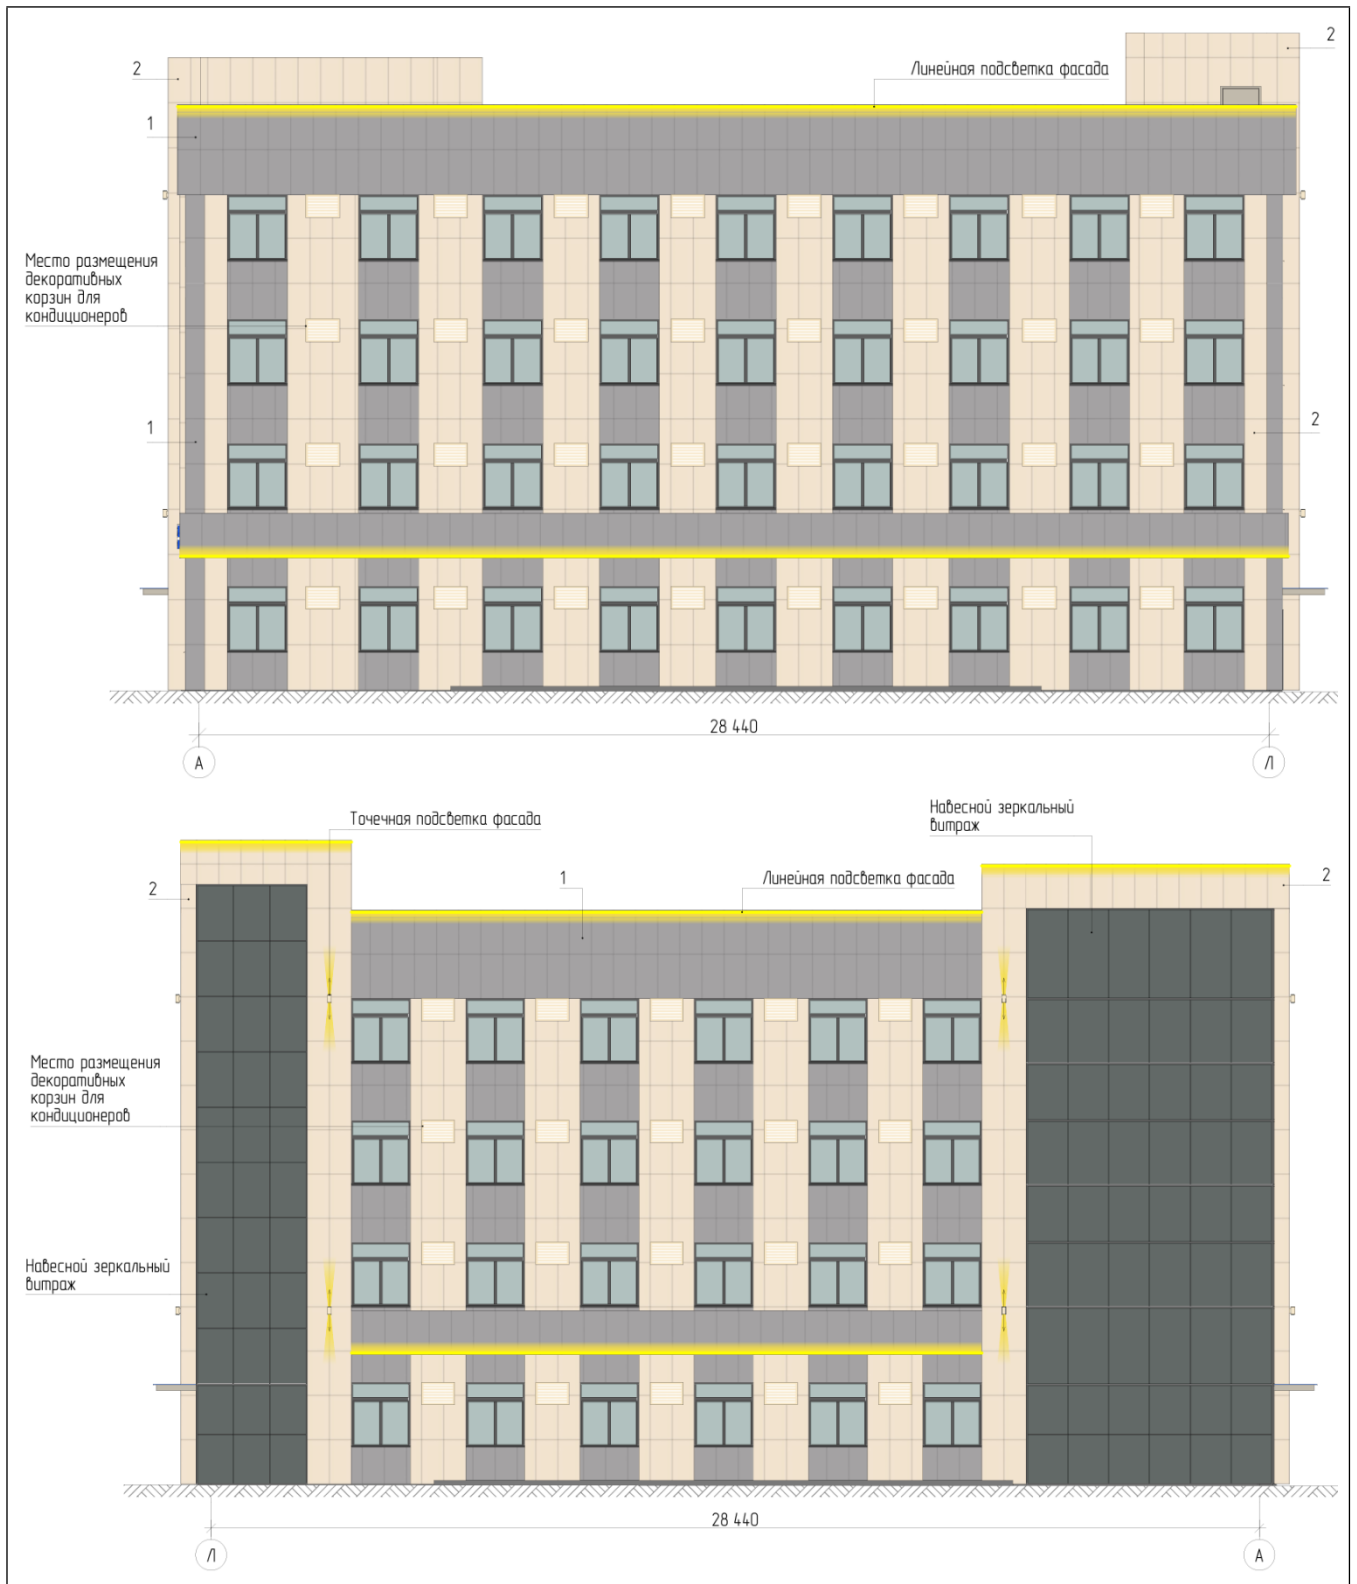 2
2
Линейная подсветка фасада
1
Место размещения
декоративных
корзин для
кондиционеров
1
2
28 440
А
Л
Точечная подсветка фасада
Навесной зеркальный
витраж
1
Линейная подсветка фасада
2
2
Место размещения
декоративных
корзин для
кондиционеров
Навесной зеркальный
витраж
28 440
Л
А